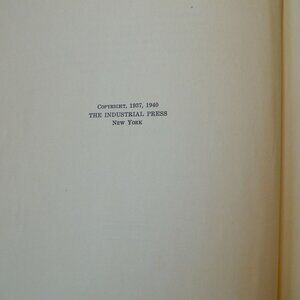 Copyright, 1937, 1940
THE INDUSTRIAL PRESS
New York